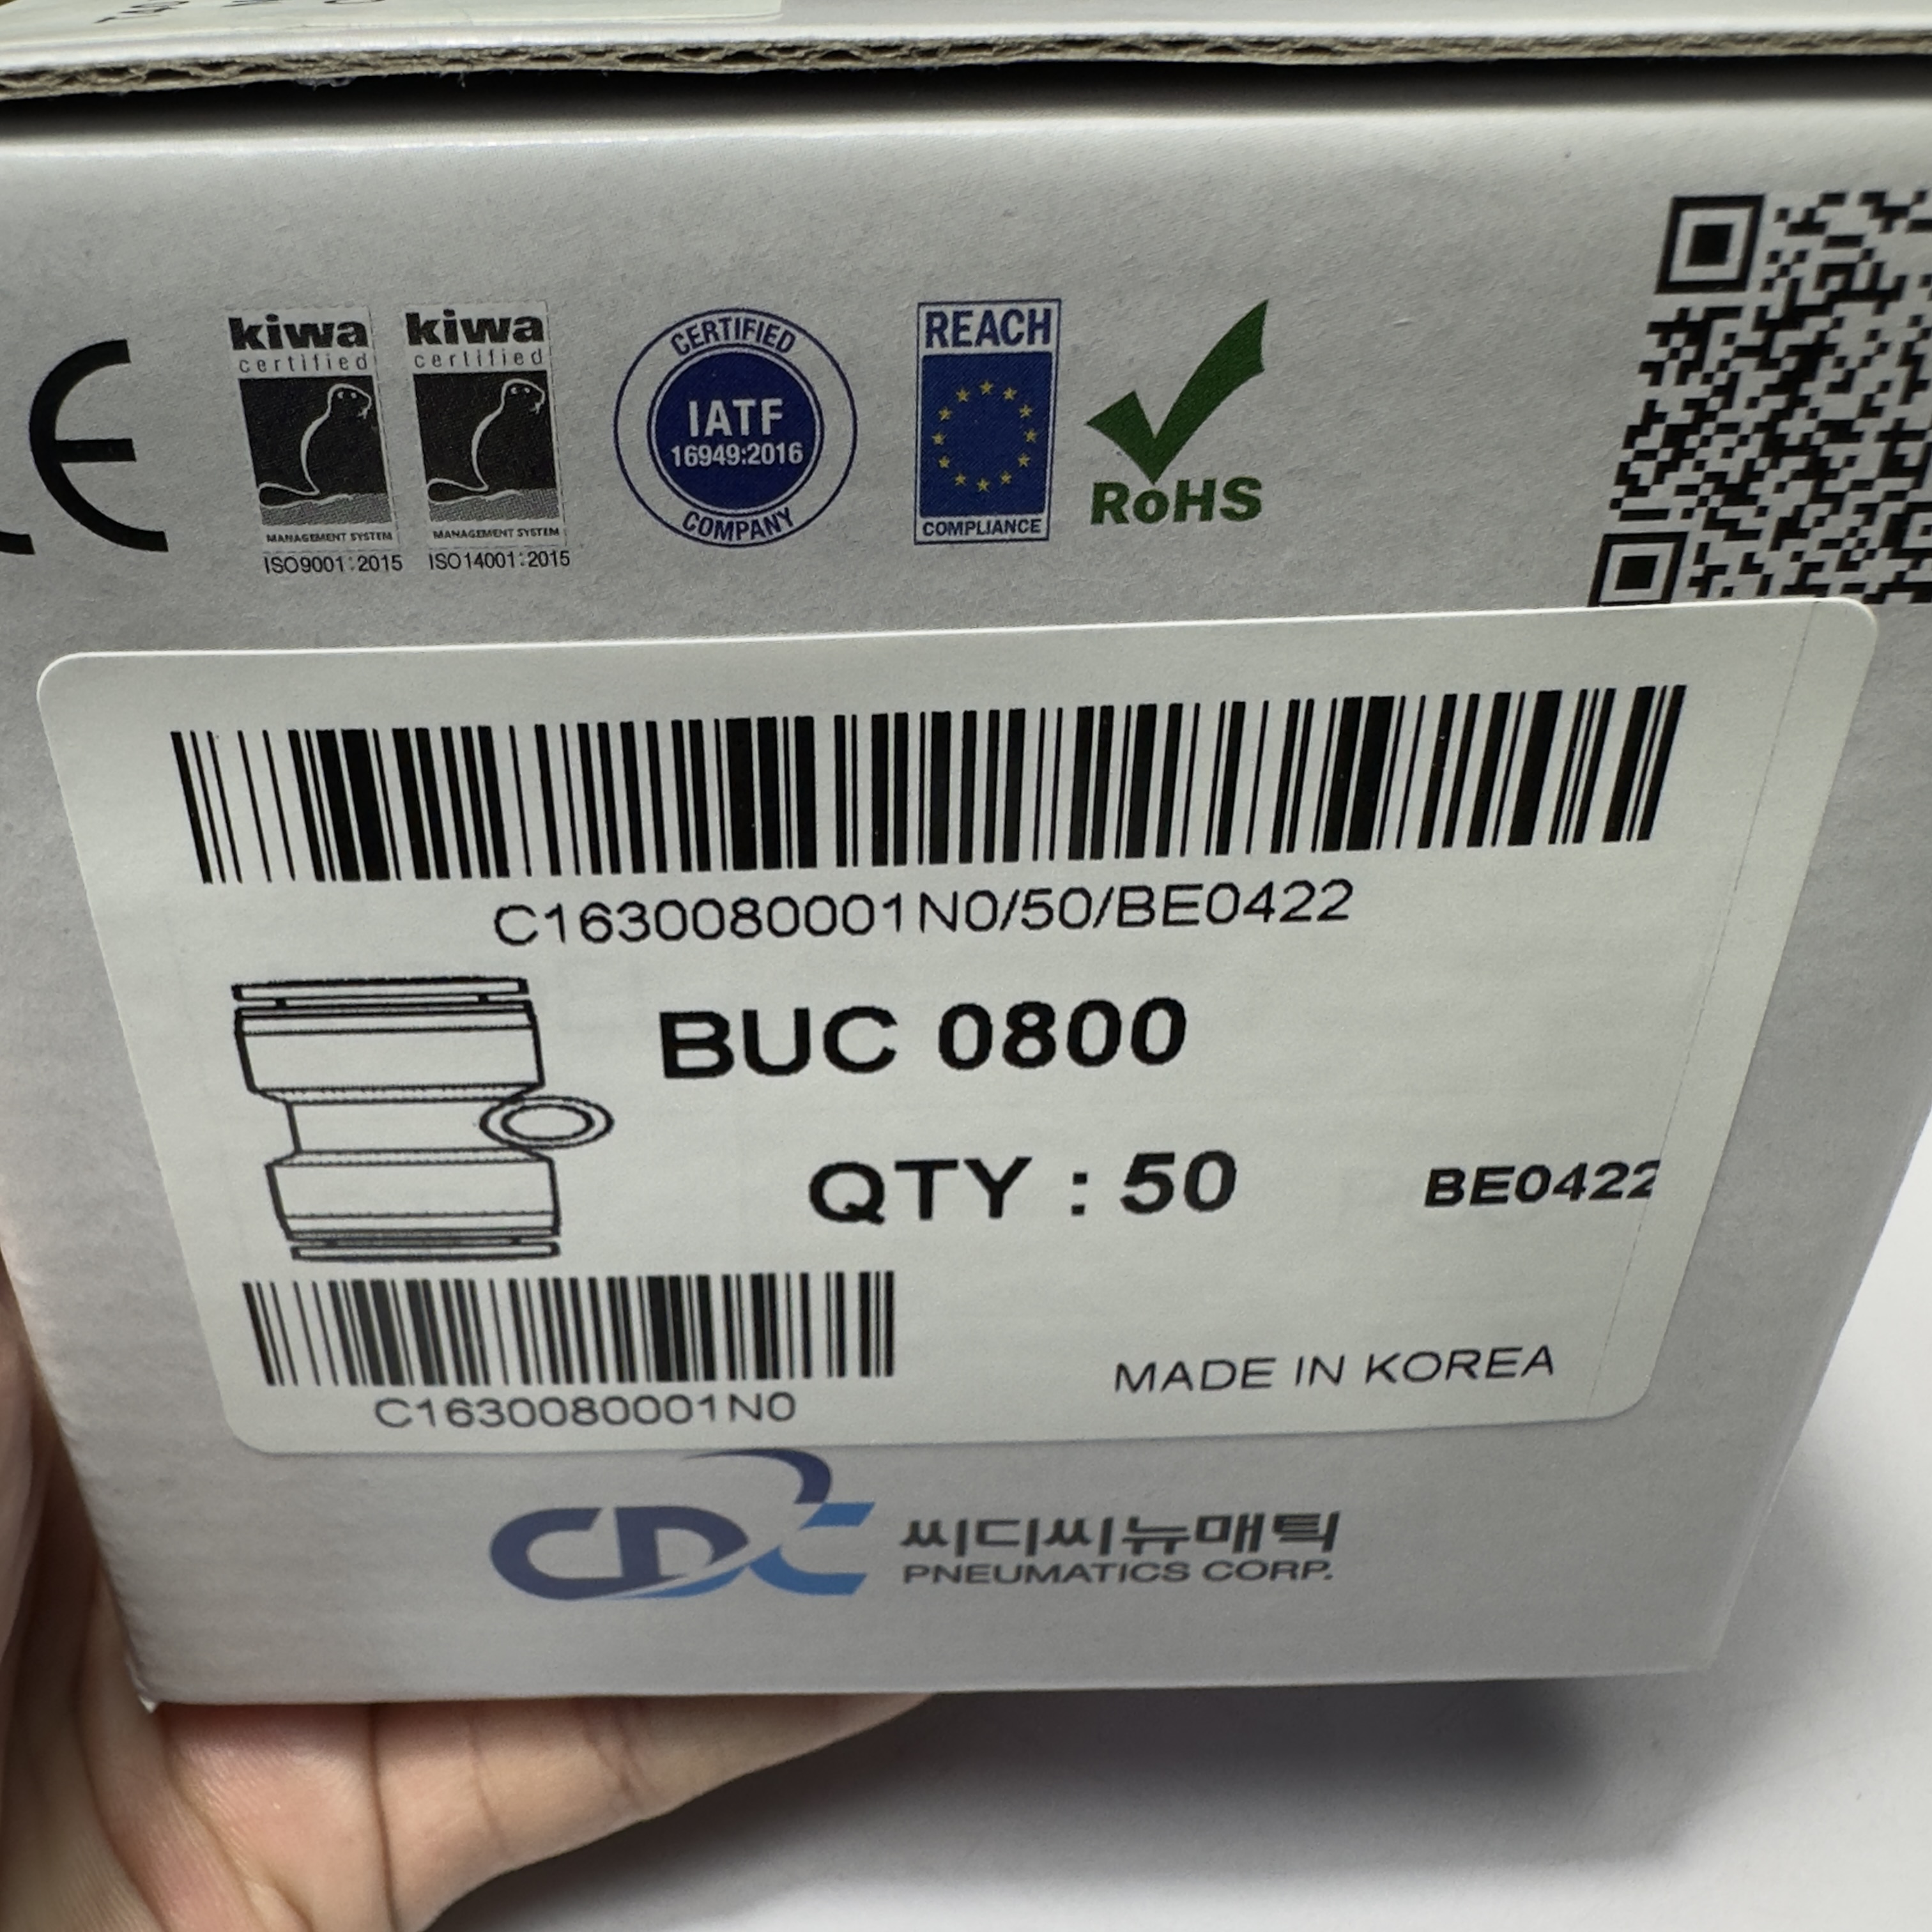 kiwa
certified
MANAGEMENT SYSTEM
ISO9001:2015
kiwa
certified
MANAGEMENT SYSTEM
ISO14001:2015
CERTIFIED
IATF
16949:2016
COMPANY
REACH
COMPLIANCE
RoHS
C1630080001N0/50/BE0422
BUC 0800
QTY : 50
BE0422
C1630080001N0
MADE IN KOREA
CDC
씨디씨뉴매틱
PNEUMATICS CORP.